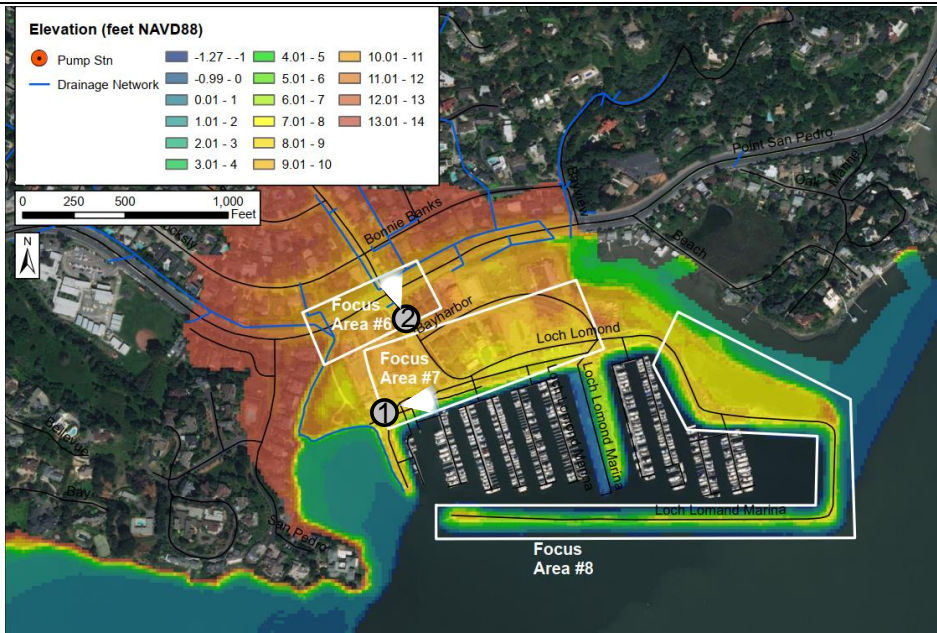 Elevation (feet NAVD88)
Pump Stn
Drainage Network
-1.27 - -1
-0.99 - 0
0.01 - 1
1.01 - 2
2.01 - 3
3.01 - 4
4.01 - 5
5.01 - 6
6.01 - 7
7.01 - 8
8.01 - 9
9.01 - 10
10.01 - 11
11.01 - 12
12.01 - 13
13.01 - 14
0 250 500 1,000
Feet
N
Point San Pedro
Oak
Marine
Bayview
Beach
Bonnie Banks
Focus
Area #6
2
Bayharbor
Loch Lomond
Focus
Area #7
1
Loch Lomond Marina
Loch Lomond Marina
Bellevue
Bay
San Pedro
Loch Lomand Marina
Focus
Area #8